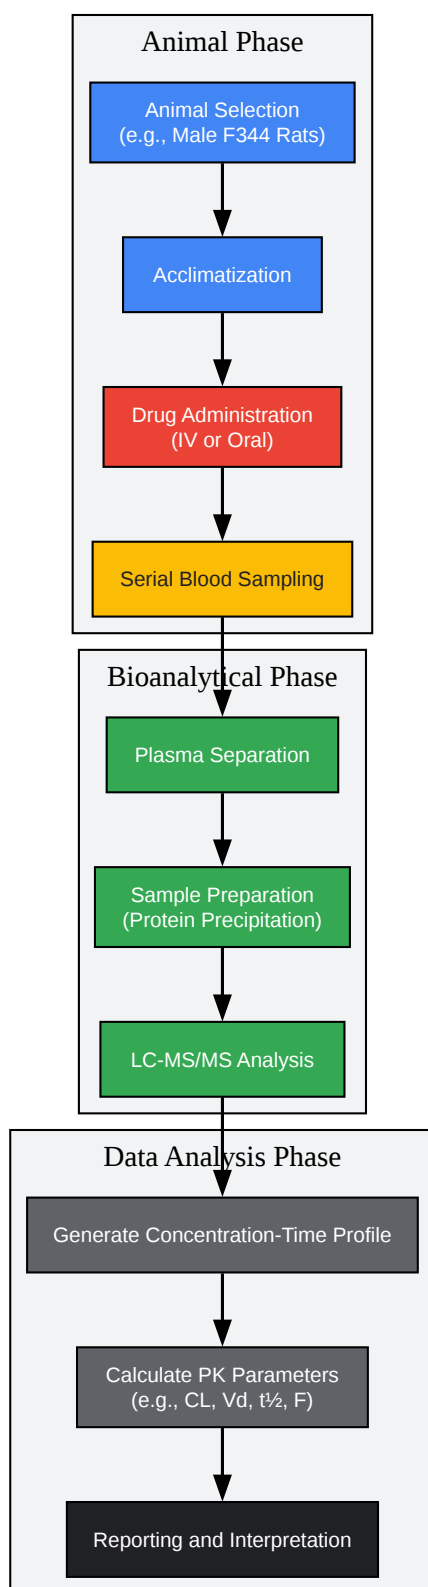 Animal Phase
Animal Selection
(e.g., Male F344 Rats)
Acclimatization
Drug Administration
(IV or Oral)
Serial Blood Sampling
Bioanalytical Phase
Plasma Separation
Sample Preparation
(Protein Precipitation)
LC-MS/MS Analysis
Data Analysis Phase
Generate Concentration-Time Profile
Calculate PK Parameters
(e.g., CL, Vd, t½, F)
Reporting and Interpretation